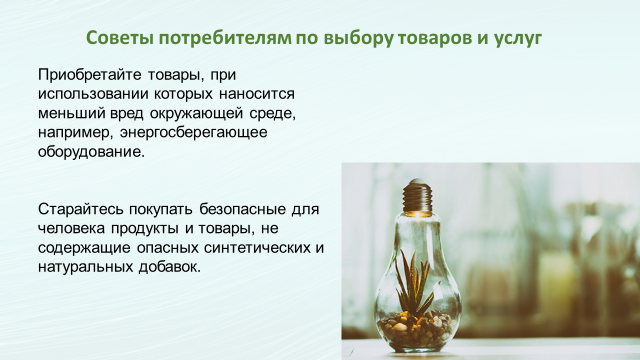 Советы потребителям по выбору товаров и услуг
Приобретайте товары, при
использовании которых наносится
меньший вред окружающей среде,
например, энергосберегающее
оборудование.
Старайтесь покупать безопасные для
человека продукты и товары, не
содержащие опасных синтетических и
натуральных добавок.